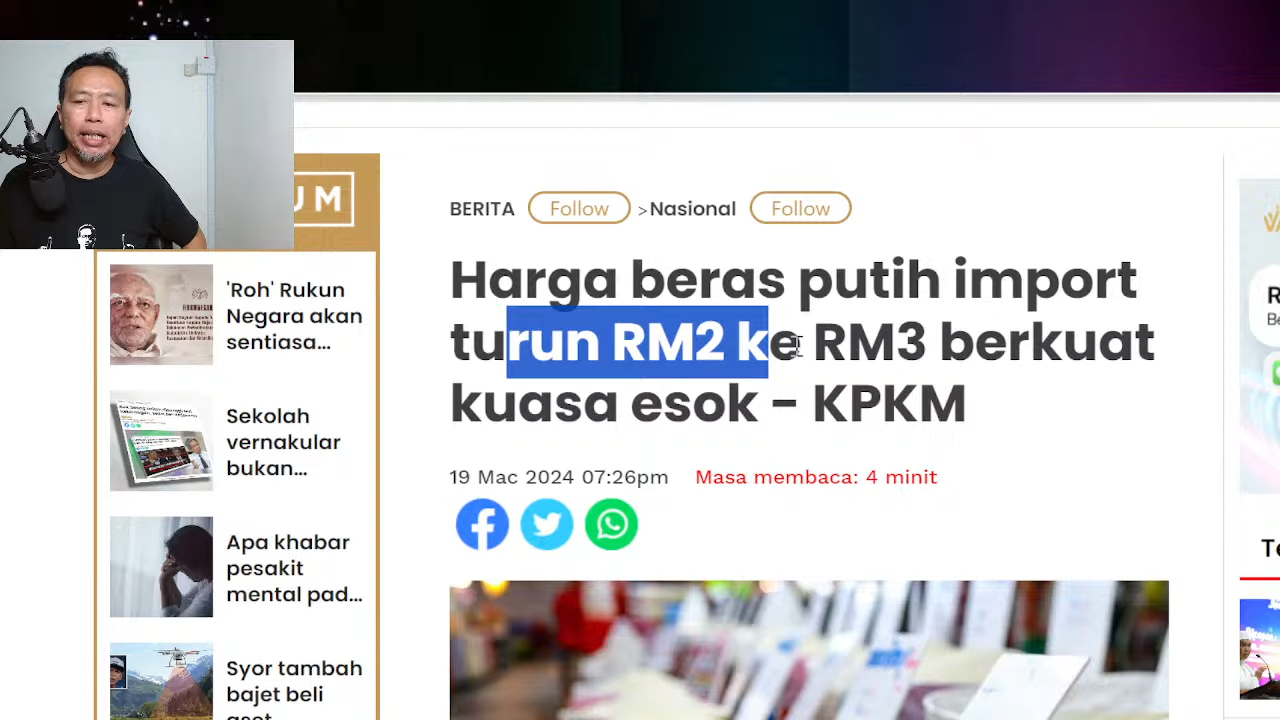 UM
BERITA Follow >Nasional Follow
Harga beras putih import
turun RM2 ke RM3 berkuat
kuasa esok - KPKM
19 Mac 2024 07:26pm Masa membaca: 4 minit
'Roh' Rukun
Negara akan
sentiasa...
Sekolah
vernakular
bukan...
Apa khabar
pesakit
mental pad...
Syor tambah
bajet beli
aset